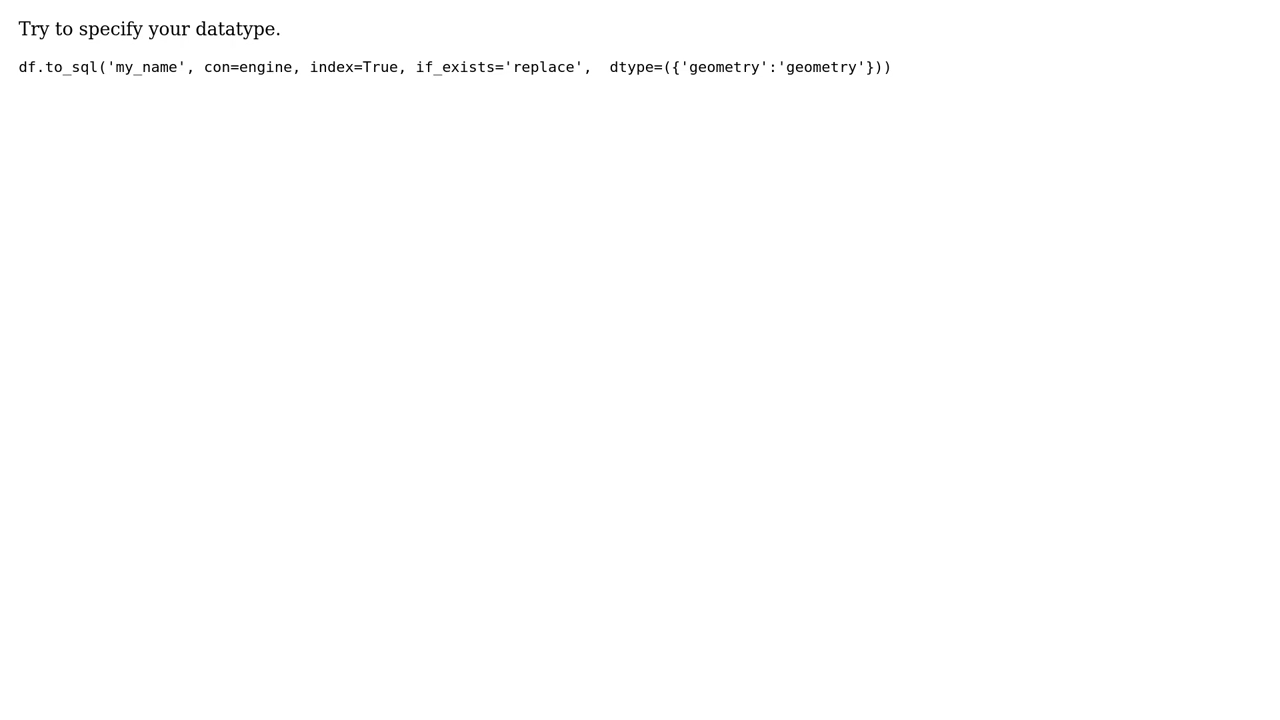 Try to specify your datatype.
df.to_sql('my_name', con=engine, index=True, if_exists='replace',  dtype=({'geometry':'geometry'}))